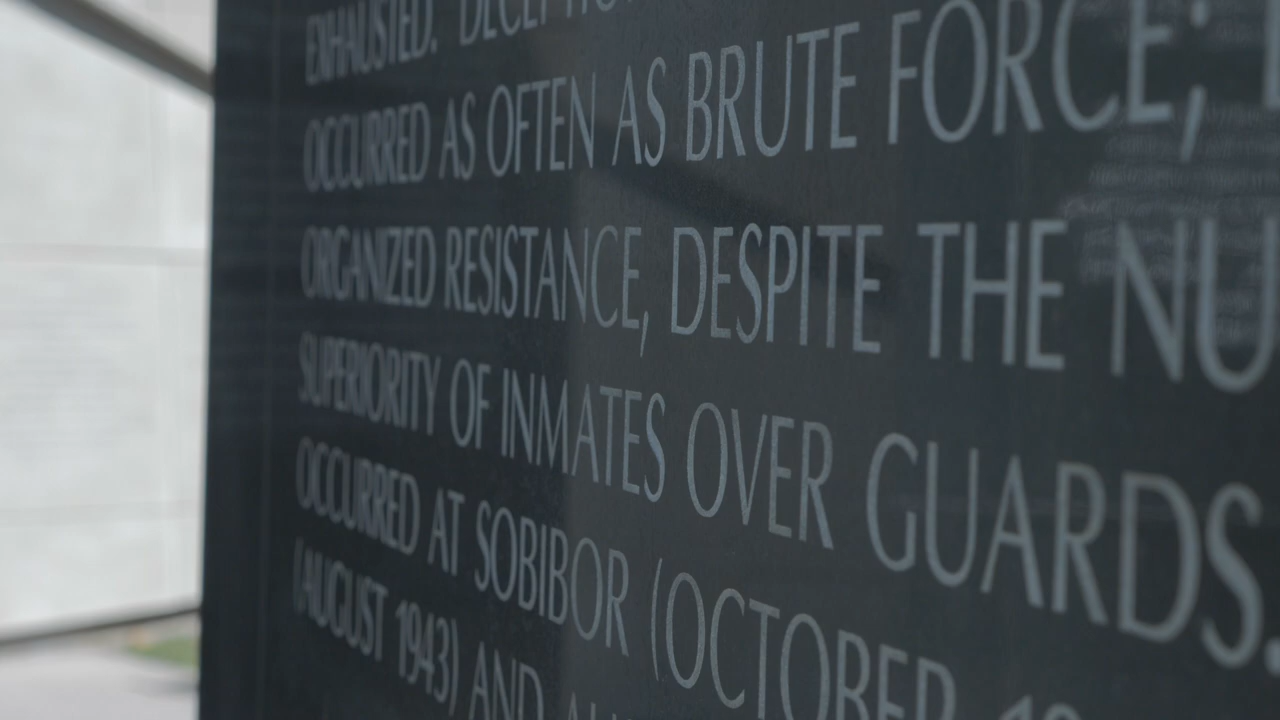 EXHAUSTED.
OCCURRED AS OFTEN AS BRUTE FORCE;
ORGANIZED RESISTANCE, DESPITE THE NU
SUPERIORITY OF INMATES OVER GUARDS.
OCCURRED AT SOBIBOR (OCTOBER
(AUGUST 1943) AND